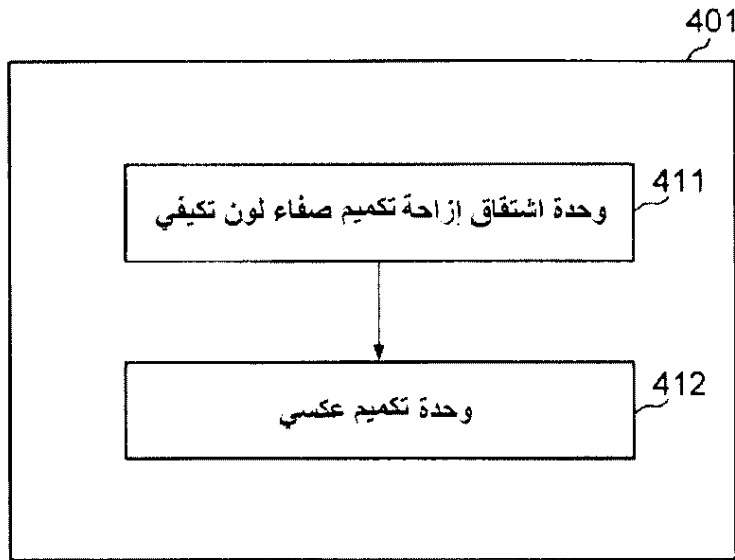 401
411
وحدة اشتقاق إزاحة تكميم صفاء لون تكيفي
412
وحدة تكميم عكسي